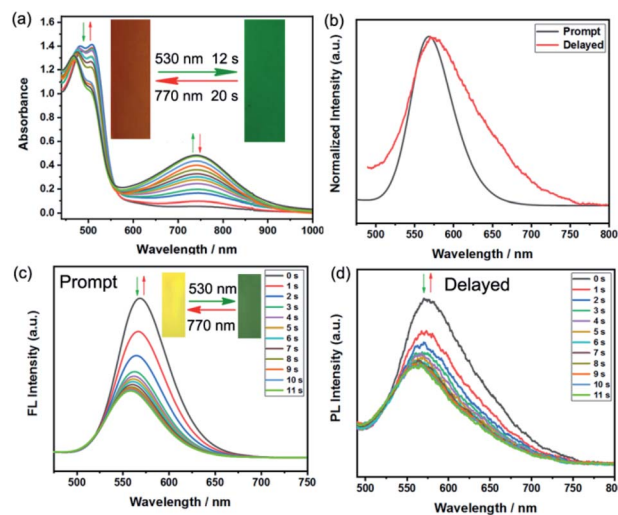 (a)
1.6
1.4
1.2
1.0
0.8
0.6
0.4
0.2
0.0
Absorbance
530 nm 12 s
770 nm 20 s
500 600 700 800 900 1000
Wavelength / nm
(b)
Normalized Intensity (a.u.)
Prompt
Delayed
500 550 600 650 700 750 800
Wavelength / nm
(c)
Prompt
FL Intensity (a.u.)
530 nm
770 nm
0 s
1 s
2 s
3 s
4 s
5 s
6 s
7 s
8 s
9 s
10 s
11 s
500 550 600 650 700 750
Wavelength / nm
(d)
Delayed
PL Intensity (a.u.)
0 s
1 s
2 s
3 s
4 s
5 s
6 s
7 s
8 s
9 s
10 s
11 s
500 550 600 650 700 750 80
Wavelength / nm